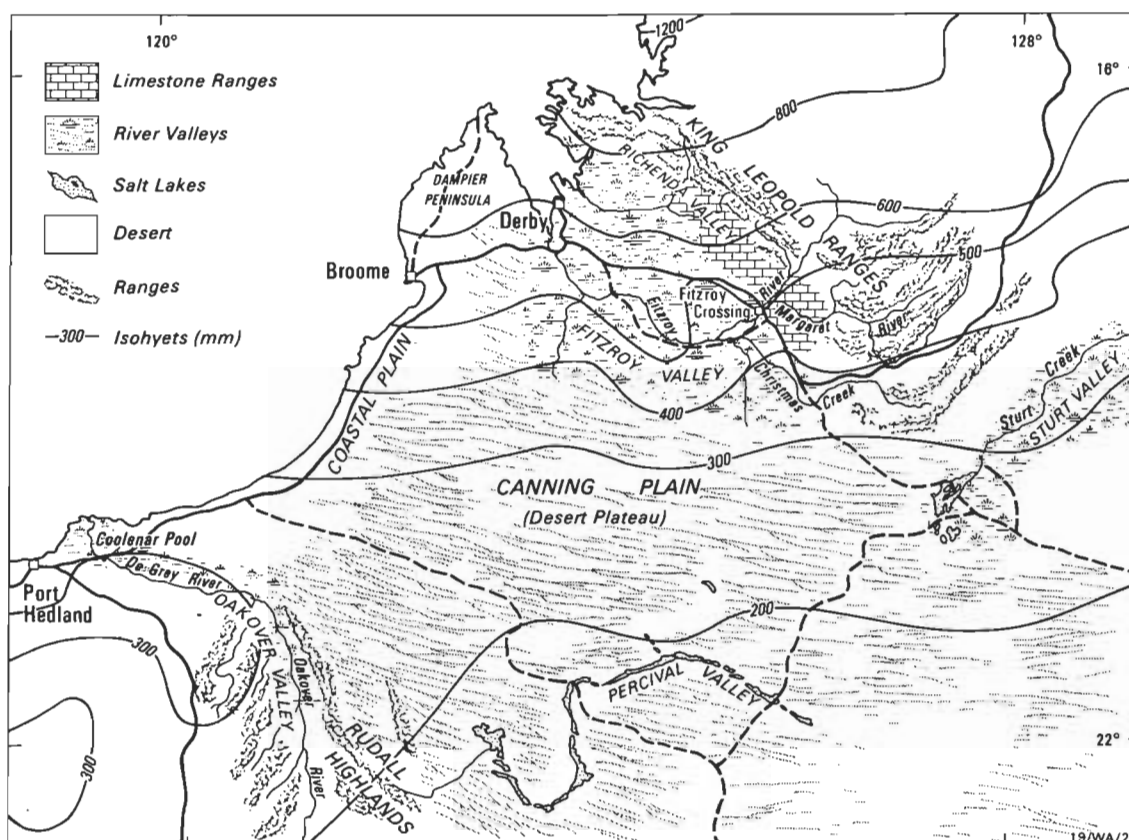 120°
128°
16°
22°
Limestone Ranges
River Valleys
Salt Lakes
Desert
Ranges
—300— Isohyets (mm)
1200
800
600
500
400
300
200
300
300
KING LEOPOLD RANGES
RICHENDA VALLEY
DAMPIER
PENINSULA
Derby
Broome
Fitzroy
Crossing
River
Margaret
River
Fitzroy
FITZROY
VALLEY
Christmas
Creek
Sturt
Creek
STURT VALLEY
COASTAL PLAIN
CANNING PLAIN
(Desert Plateau)
Coolenar Pool
De Grey River
Port
Hedland
OAKOVER
VALLEY
Oakover
River
RUDALL
HIGHLANDS
PERCIVAL VALLEY